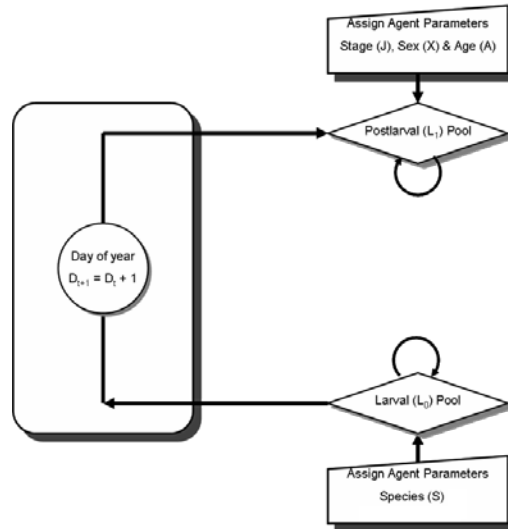 Assign Agent Parameters
Stage (J), Sex (X) & Age (A)
Postlarval (L₁) Pool
Day of year
Dₜ₊₁ = Dₜ + 1
Larval (L₀) Pool
Assign Agent Parameters
Species (S)